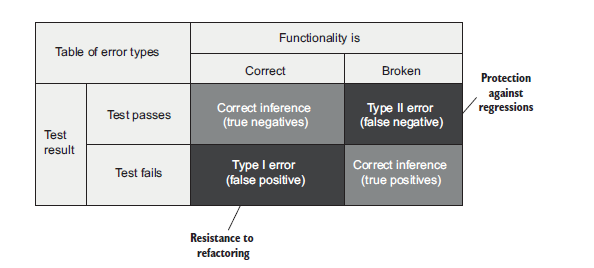 Table of error types
Functionality is
Correct
Broken
Protection
against
regressions
Test
result
Test passes
Correct inference
(true negatives)
Type II error
(false negative)
Test fails
Type I error
(false positive)
Correct inference
(true positives)
Resistance to
refactoring